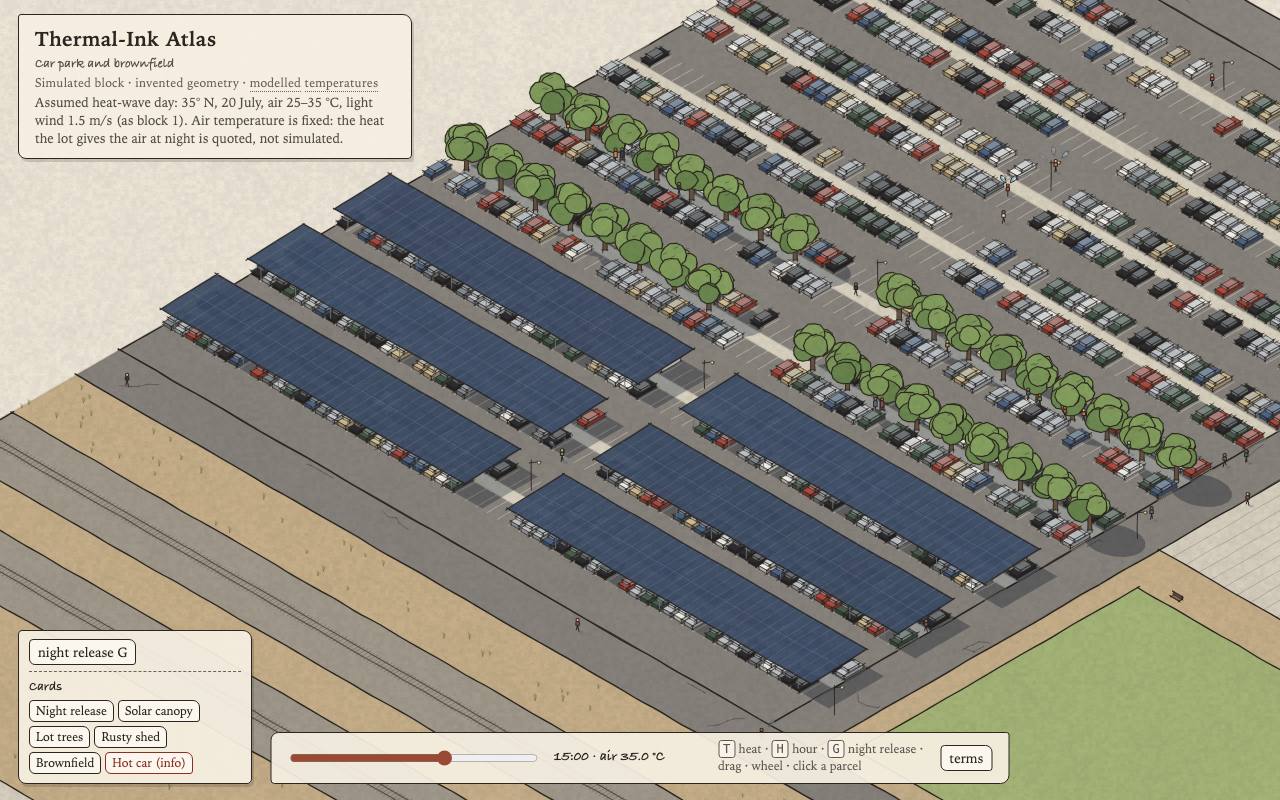 Thermal-Ink Atlas
Car park and brownfield
Simulated block · invented geometry · modelled temperatures
Assumed heat-wave day: 35° N, 20 July, air 25–35 °C, light
wind 1.5 m/s (as block 1). Air temperature is fixed: the heat
the lot gives the air at night is quoted, not simulated.
night release G
Cards
Night release Solar canopy
Lot trees Rusty shed
Brownfield Hot car (info)
15:00 · air 35.0 °C
T heat · H hour · G night release ·
drag · wheel · click a parcel
terms